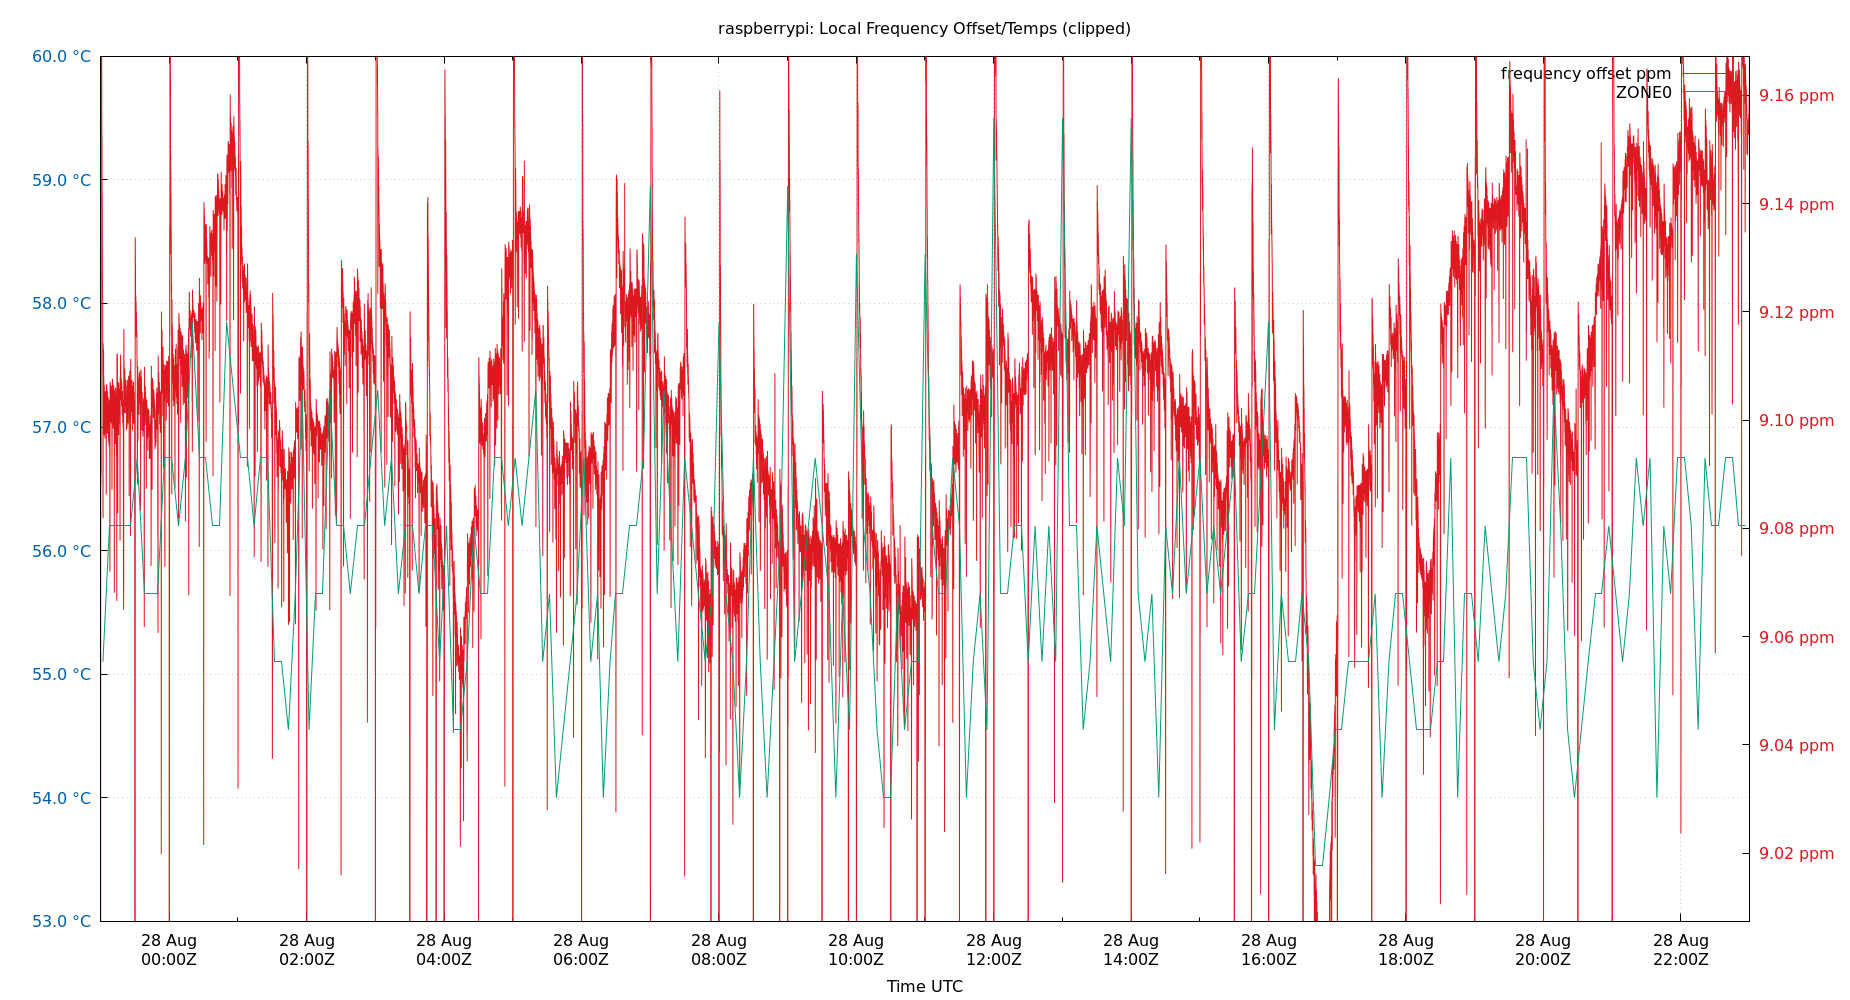 raspberrypi: Local Frequency Offset/Temps (clipped)
frequency offset ppm
ZONE0
60.0 °C
59.0 °C
58.0 °C
57.0 °C
56.0 °C
55.0 °C
54.0 °C
53.0 °C
9.16 ppm
9.14 ppm
9.12 ppm
9.10 ppm
9.08 ppm
9.06 ppm
9.04 ppm
9.02 ppm
28 Aug 28 Aug 28 Aug 28 Aug 28 Aug 28 Aug 28 Aug 28 Aug 28 Aug 28 Aug 28 Aug 28 Aug
00:00Z 02:00Z 04:00Z 06:00Z 08:00Z 10:00Z 12:00Z 14:00Z 16:00Z 18:00Z 20:00Z 22:00Z
Time UTC